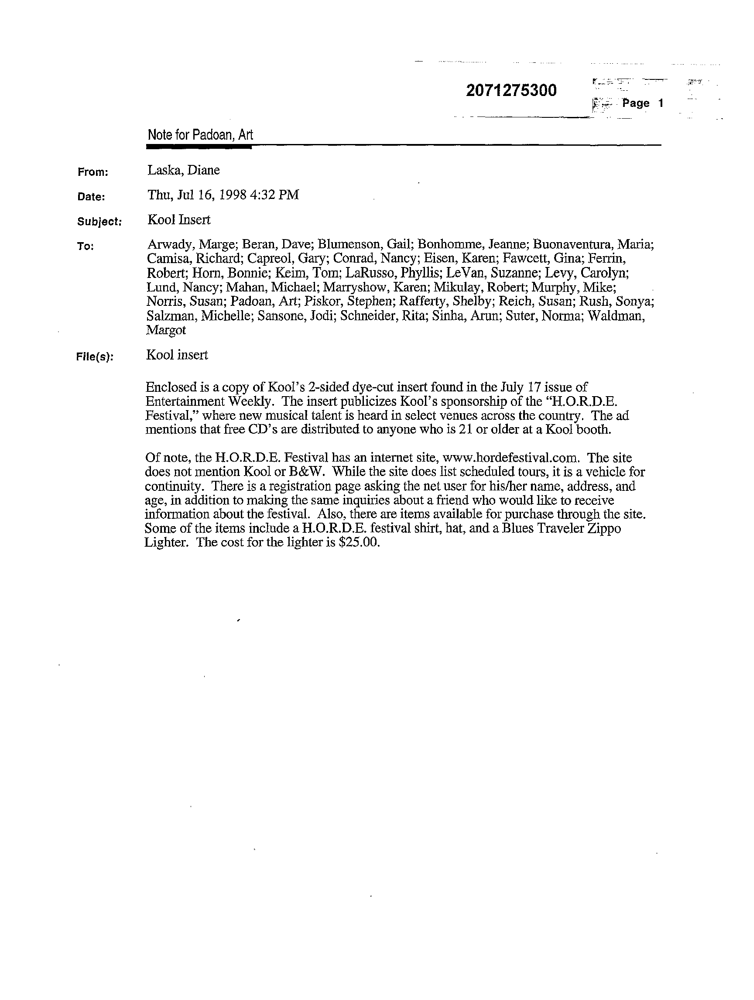 2071275300
Page 1
Note for Padoan, Art
From: Laska, Diane
Date: Thu, Jul 16, 1998 4:32 PM
Subject: Kool Insert
To: Arwady, Marge; Beran, Dave; Blumenson, Gail; Bonhomme, Jeanne; Buonaventura, Maria;
Camisa, Richard; Capreol, Gary; Conrad, Nancy; Eisen, Karen; Fawcett, Gina; Ferrin,
Robert; Horn, Bonnie; Keim, Tom; LaRusso, Phyllis; LeVan, Suzanne; Levy, Carolyn;
Lund, Nancy; Mahan, Michael; Marryshow, Karen; Mikulay, Robert; Murphy, Mike;
Norris, Susan; Padoan, Art; Piskor, Stephen; Rafferty, Shelby; Reich, Susan; Rush, Sonya;
Salzman, Michelle; Sansone, Jodi; Schneider, Rita; Sinha, Arun; Suter, Norma; Waldman,
Margot
File(s): Kool insert
Enclosed is a copy of Kool's 2-sided dye-cut insert found in the July 17 issue of
Entertainment Weekly. The insert publicizes Kool's sponsorship of the "H.O.R.D.E.
Festival," where new musical talent is heard in select venues across the country. The ad
mentions that free CD's are distributed to anyone who is 21 or older at a Kool booth.
Of note, the H.O.R.D.E. Festival has an internet site, www.hordefestival.com. The site
does not mention Kool or B&W. While the site does list scheduled tours, it is a vehicle for
continuity. There is a registration page asking the net user for his/her name, address, and
age, in addition to making the same inquiries about a friend who would like to receive
information about the festival. Also, there are items available for purchase through the site.
Some of the items include a H.O.R.D.E. festival shirt, hat, and a Blues Traveler Zippo
Lighter. The cost for the lighter is $25.00.